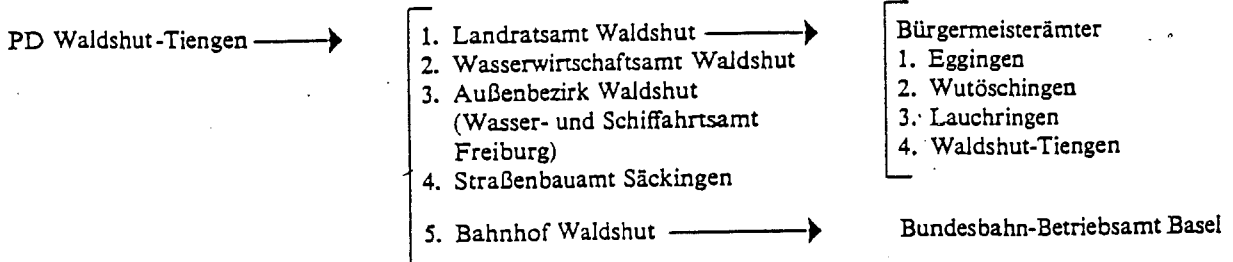 PD Waldshut-Tiengen
1. Landratsamt Waldshut
2. Wasserwirtschaftsamt Waldshut
3. Außenbezirk Waldshut
(Wasser- und Schiffahrtsamt
Freiburg)
4. Straßenbauamt Säckingen
5. Bahnhof Waldshut
Bürgermeisterämter
1. Eggingen
2. Wutöschingen
3. Lauchringen
4. Waldshut-Tiengen
Bundesbahn-Betriebsamt Basel